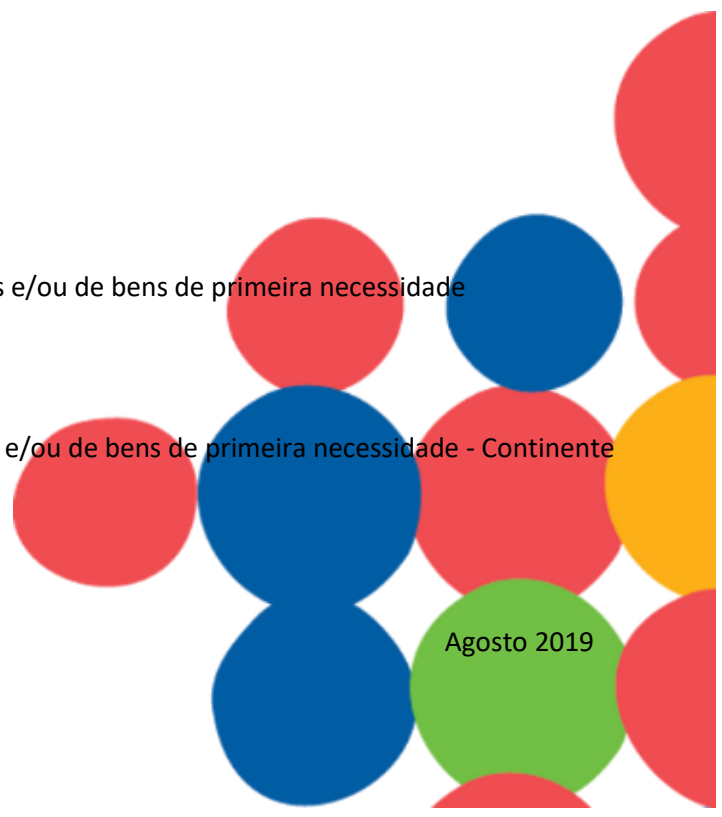 s e/ou de bens de primeira necessidade
e/ou de bens de primeira necessidade - Continente
Agosto 2019